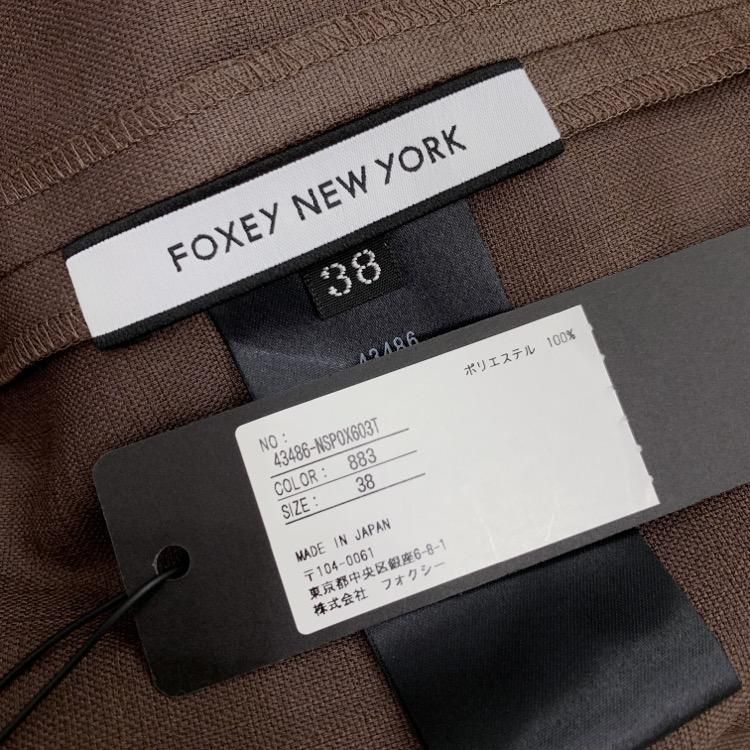 FOXEY NEW YORK
38
43486
ポリエステル 100%
NO:
43486-NSPOX603T
COLOR: 883
SIZE: 38
MADE IN JAPAN
〒104-0061
東京都中央区銀座6-8-1
株式会社 フォクシー